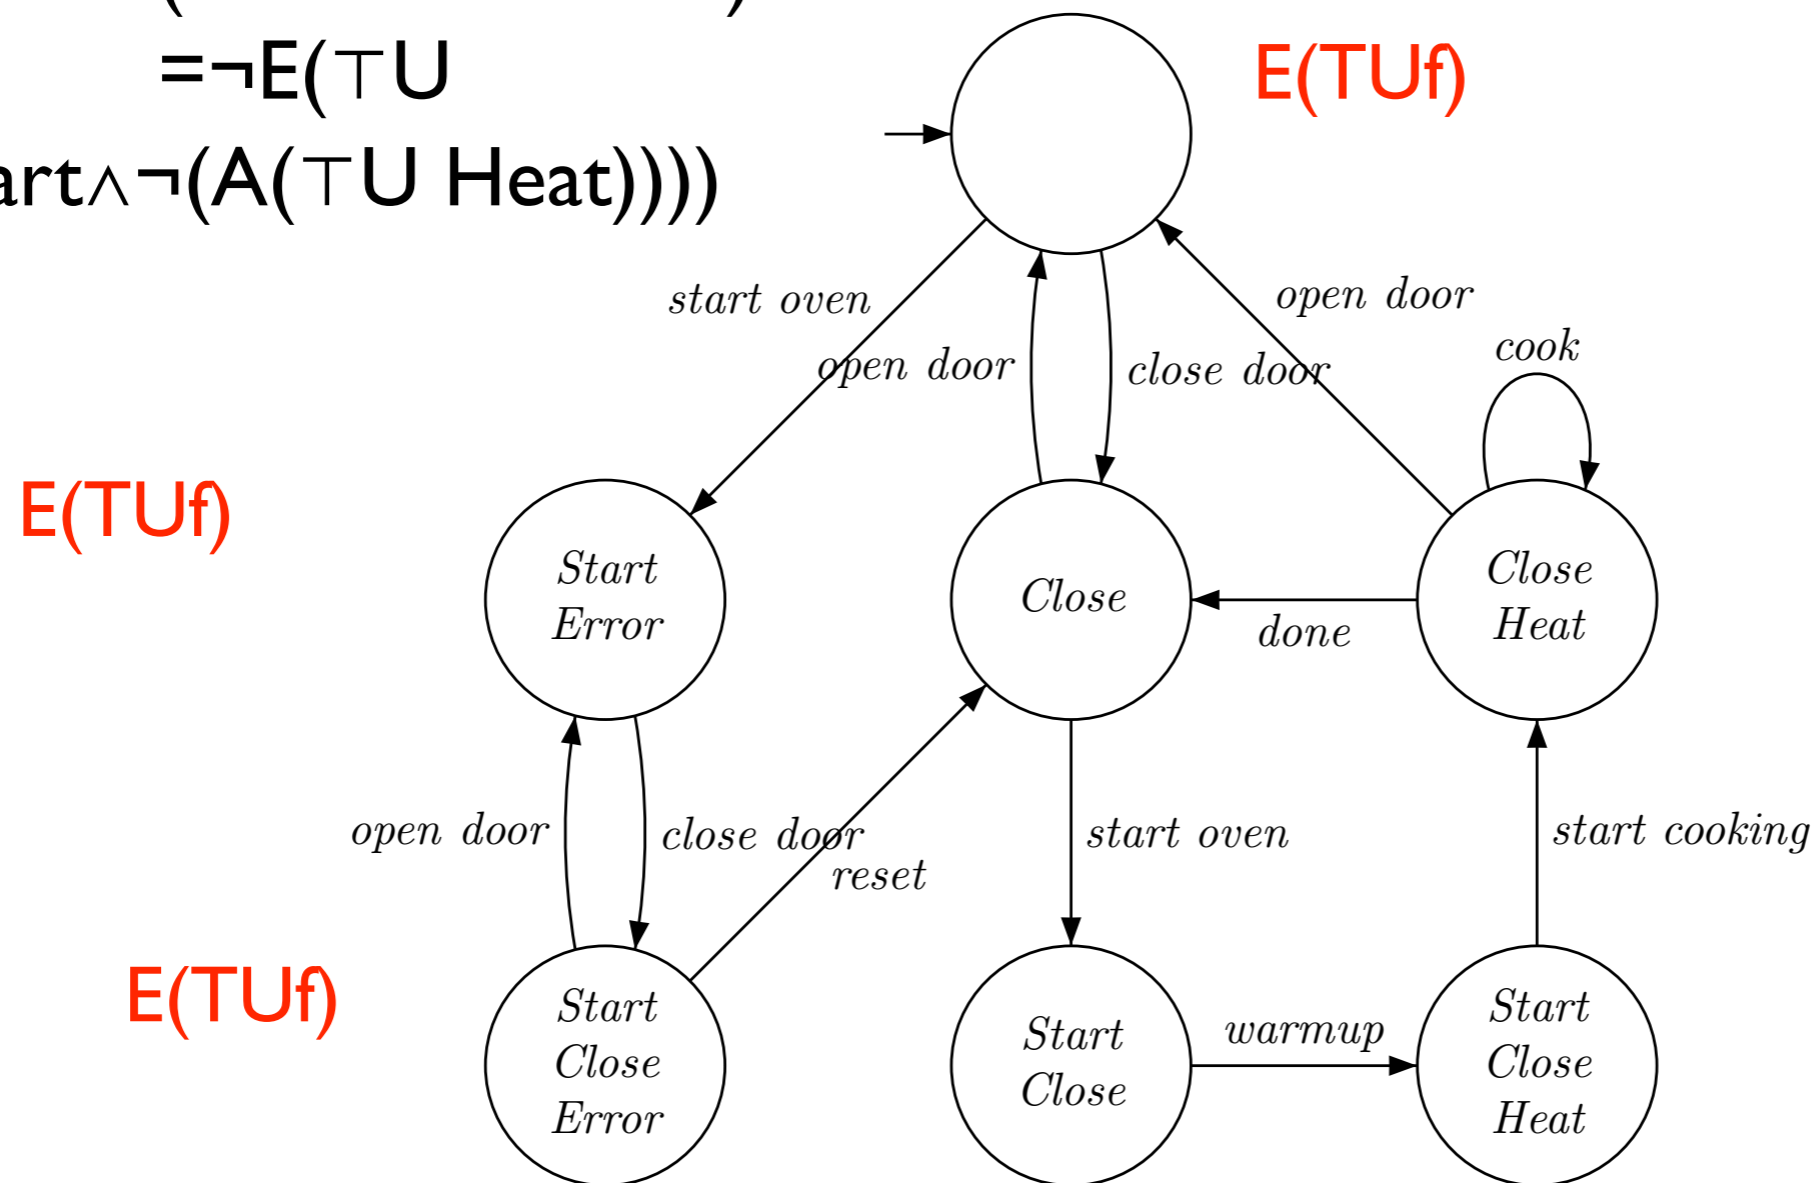 =¬E(⊤U
art∧¬(A(⊤U Heat))))
E(TUf)
start oven
open door
open door
close door
cook
E(TUf)
Start
Error
Close
Close
Heat
done
open door
close door
reset
start oven
start cooking
E(TUf)
Start
Close
Error
Start
Close
warmup
Start
Close
Heat